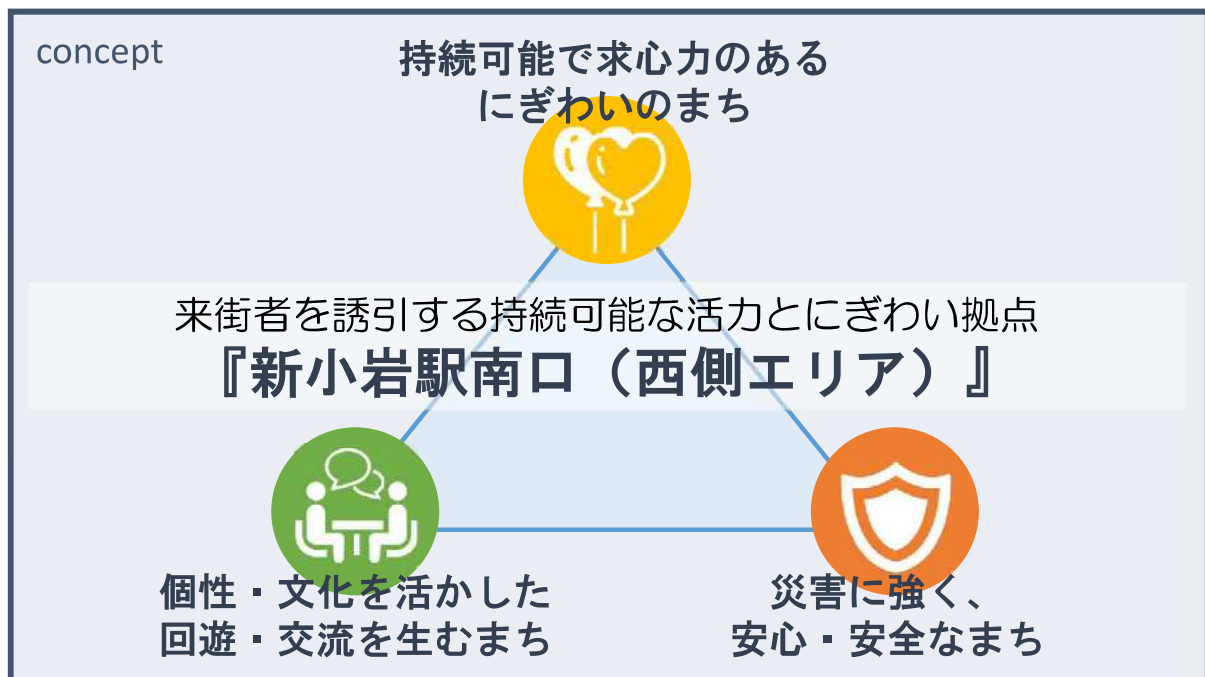 concept
持続可能で求心力のある
にぎわいのまち
来街者を誘引する持続可能な活力とにぎわい拠点
『新小岩駅南口（西側エリア）』
個性・文化を活かした
回遊・交流を生むまち
災害に強く、
安心・安全なまち